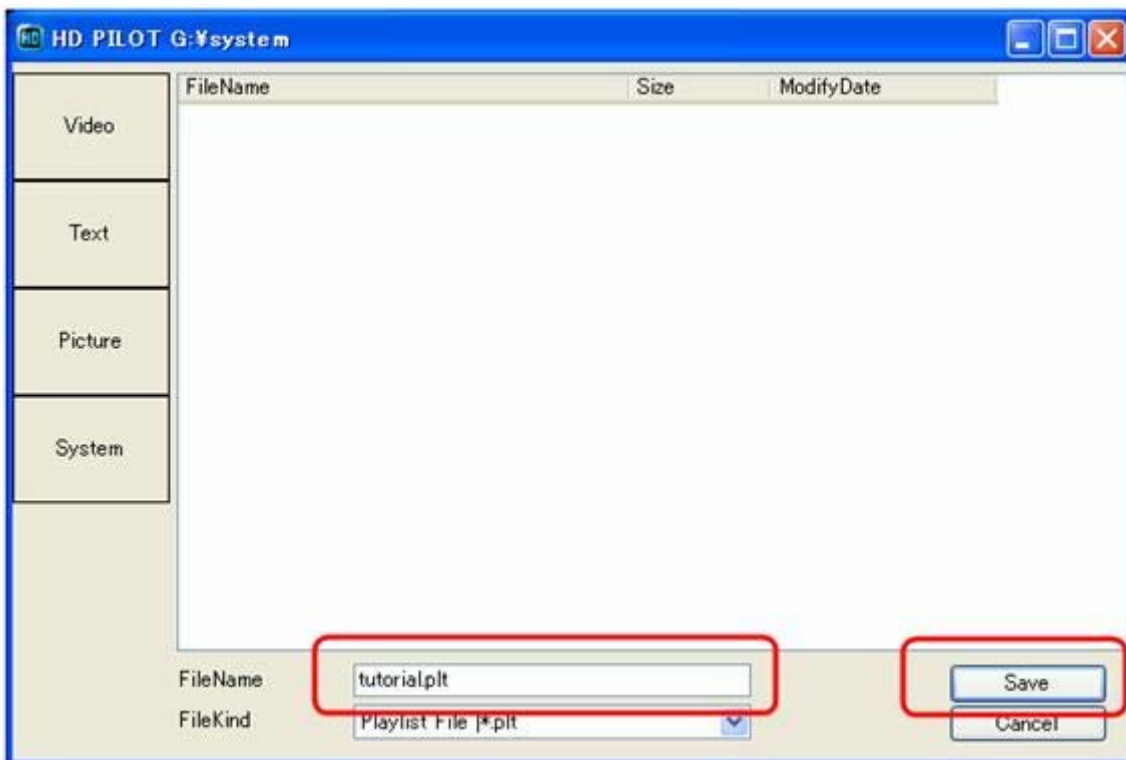 HD PILOT G:¥system
FileName Size ModifyDate
Video
Text
Picture
System
FileName tutorial.plt Save
FileKind Playlist File |*.plt Cancel